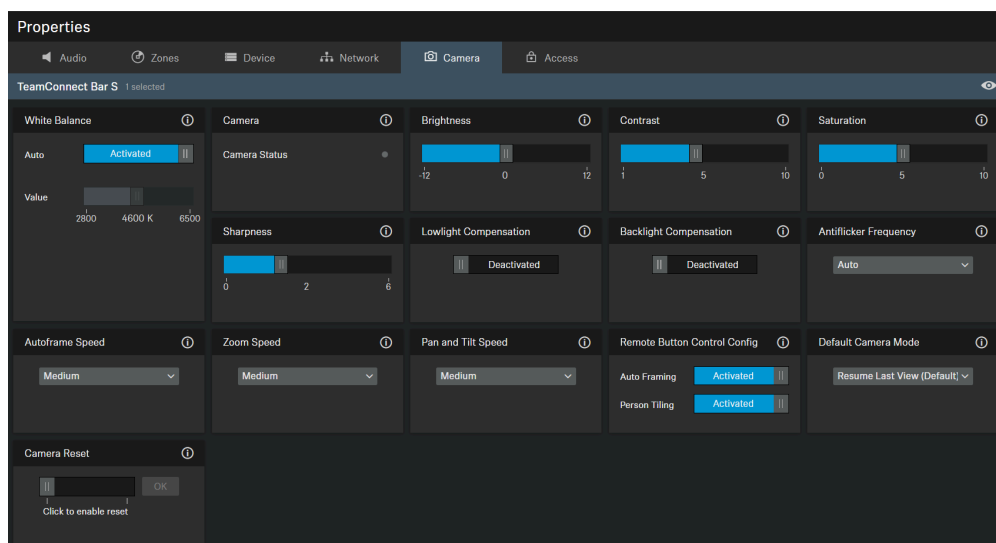 Properties
Audio Zones Device Network Camera Access
TeamConnect Bar S 1 selected
White Balance
Auto Activated
Value
2800 4600 K 6500
Camera
Camera Status
Brightness
-12 0 12
Contrast
1 5 10
Saturation
0 5 10
Sharpness
0 2 6
Lowlight Compensation
Deactivated
Backlight Compensation
Deactivated
Antiflicker Frequency
Auto
Autoframe Speed
Medium
Zoom Speed
Medium
Pan and Tilt Speed
Medium
Remote Button Control Config
Auto Framing Activated
Person Tiling Activated
Default Camera Mode
Resume Last View (Default)
Camera Reset
OK
Click to enable reset